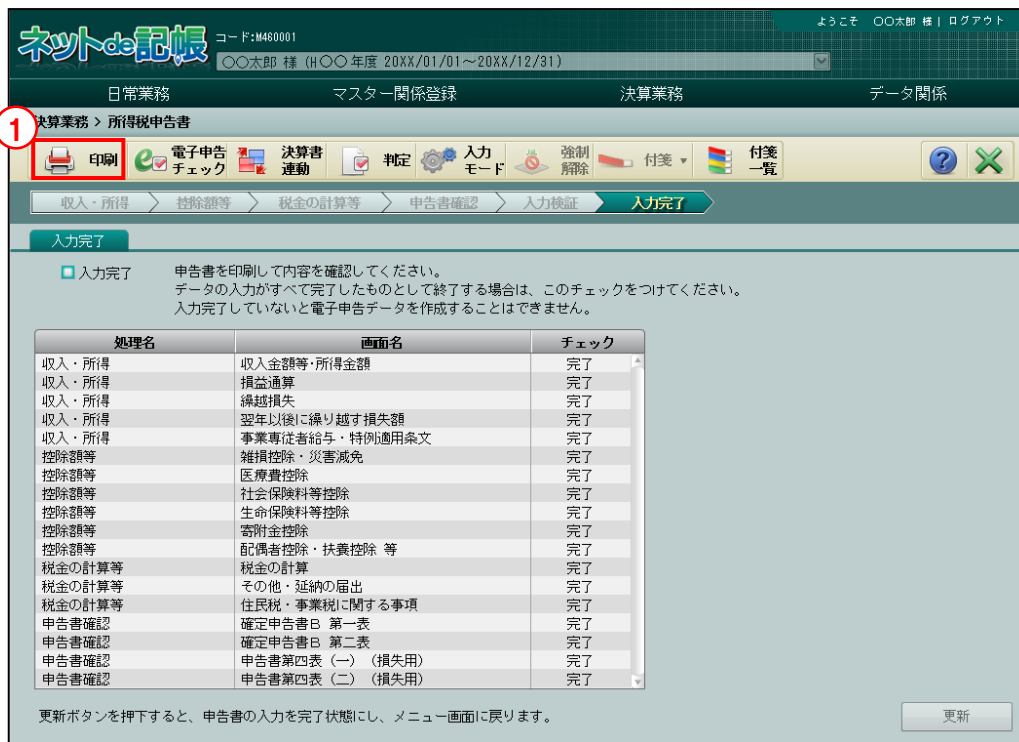 ようこそ 〇〇太郎 様 | ログアウト
ネットde記帳 コード:M460001
〇〇太郎 様 (H〇〇年度 20XX/01/01～20XX/12/31)
日常業務 マスター関係登録 決算業務 データ関係
1 決算業務 > 所得税申告書
印刷 電子申告チェック 決算書連動 判定 入力モード 強制解除 付箋 付箋一覧
収入・所得 控除額等 税金の計算等 申告書確認 入力検証 入力完了
入力完了
入力完了 申告書を印刷して内容を確認してください。
データの入力がすべて完了したものとして終了する場合は、このチェックをつけてください。
入力完了していないと電子申告データを作成することはできません。
処理名 画面名 チェック
収入・所得 収入金額等･所得金額 完了
収入・所得 損益通算 完了
収入・所得 繰越損失 完了
収入・所得 翌年以後に繰り越す損失額 完了
収入・所得 事業専従者給与・特例適用条文 完了
控除額等 雑損控除・災害減免 完了
控除額等 医療費控除 完了
控除額等 社会保険料等控除 完了
控除額等 生命保険料等控除 完了
控除額等 寄附金控除 完了
控除額等 配偶者控除・扶養控除 等 完了
税金の計算等 税金の計算 完了
税金の計算等 その他・延納の届出 完了
税金の計算等 住民税・事業税に関する事項 完了
申告書確認 確定申告書B 第一表 完了
申告書確認 確定申告書B 第二表 完了
申告書確認 申告書第四表（一）（損失用） 完了
申告書確認 申告書第四表（二）（損失用） 完了
更新ボタンを押下すると、申告書の入力を完了状態にし、メニュー画面に戻ります。 更新